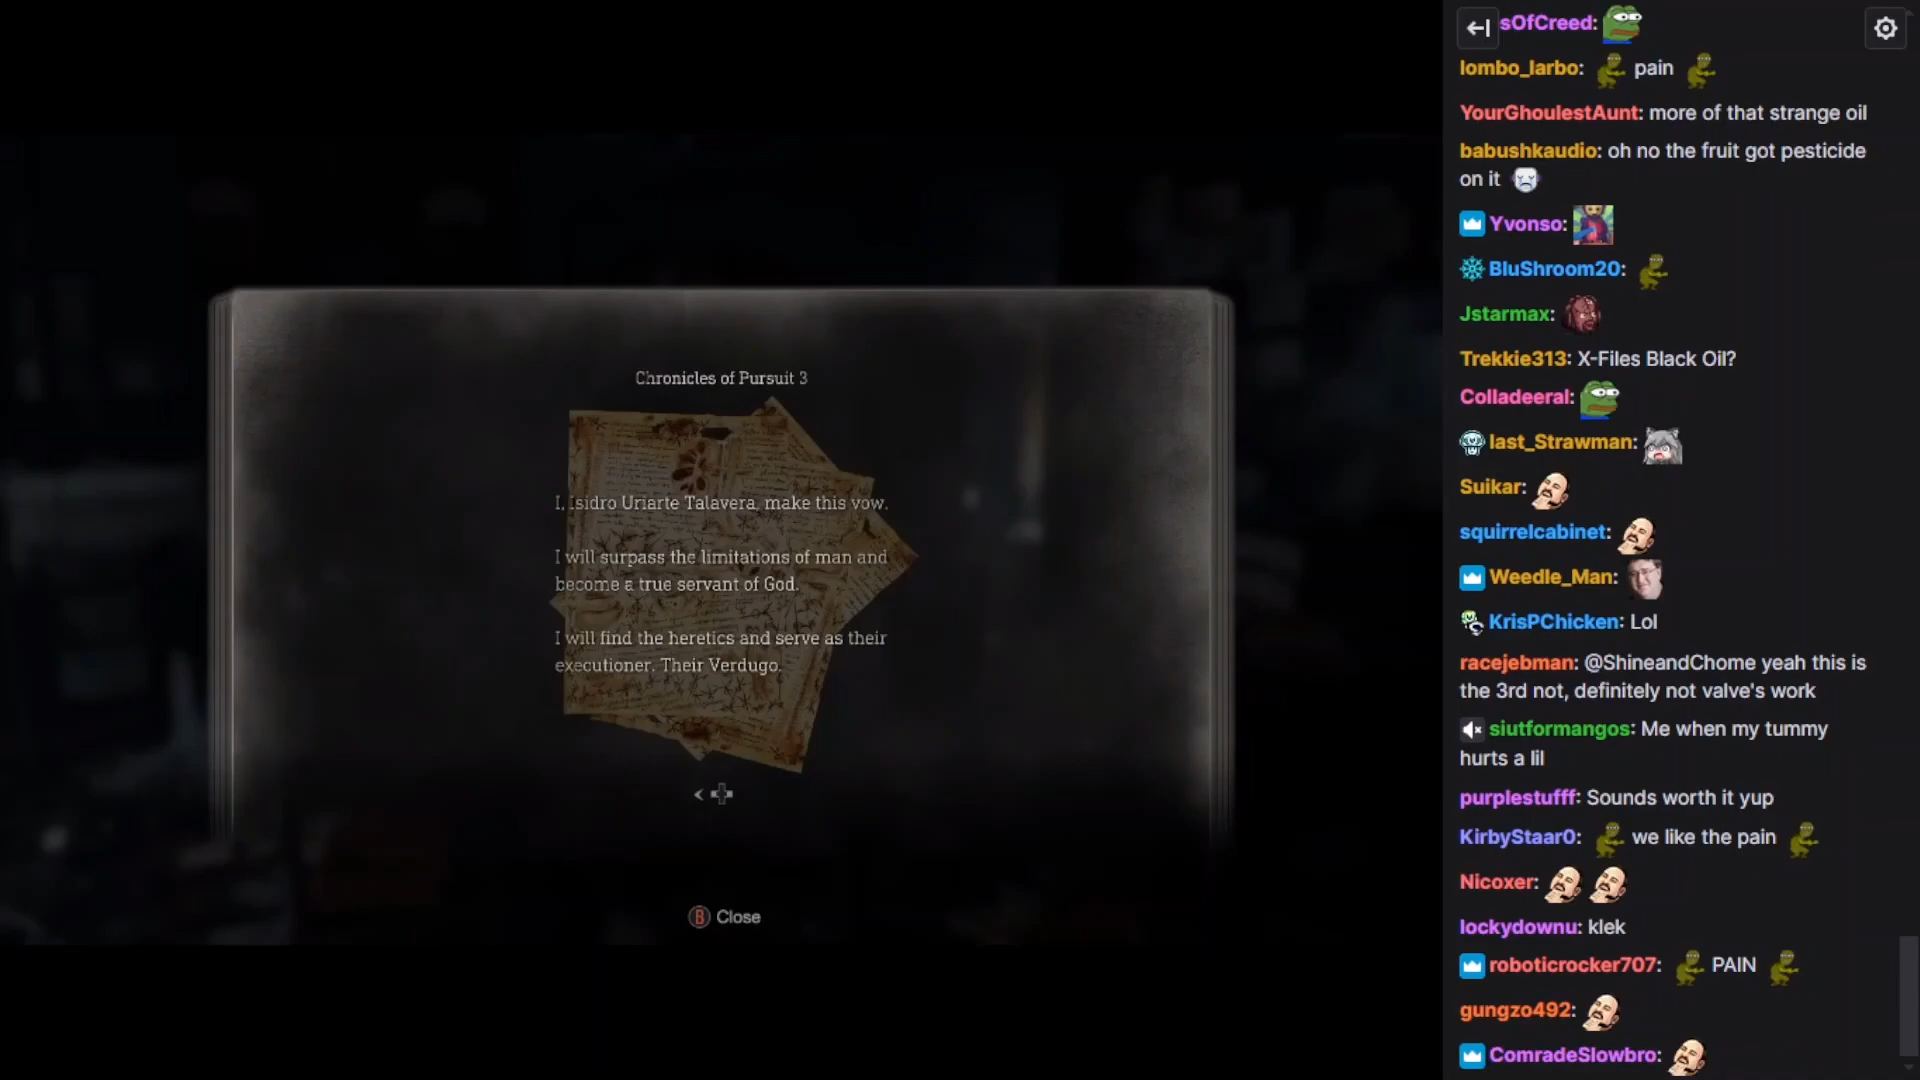 Chronicles of Pursuit 3
I, Isidro Uriarte Talavera, make this vow.
I will surpass the limitations of man and
become a true servant of God.
I will find the heretics and serve as their
executioner. Their Verdugo.
B Close
sOfCreed:
lombo_larbo: pain
YourGhoulestAunt: more of that strange oil
babushkaudio: oh no the fruit got pesticide
on it
Yvonso:
BluShroom20:
Jstarmax:
Trekkie313: X-Files Black Oil?
Colladeeral:
last_Strawman:
Suikar:
squirrelcabinet:
Weedle_Man:
KrisPChicken: Lol
racejebman: @ShineandChome yeah this is
the 3rd not, definitely not valve's work
siutformangos: Me when my tummy
hurts a lil
purplestufff: Sounds worth it yup
KirbyStaar0: we like the pain
Nicoxer:
lockydownu: klek
roboticrocker707: PAIN
gungzo492:
ComradeSlowbro: